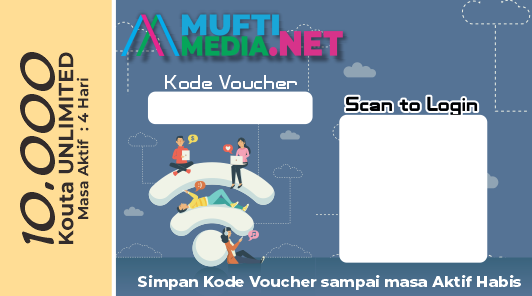 10.000
Kouta UNLIMITED
Masa Aktif : 4 Hari
MUFTI
MEDIA.NET
Kode Voucher
Scan to Login
Simpan Kode Voucher sampai masa Aktif Habis